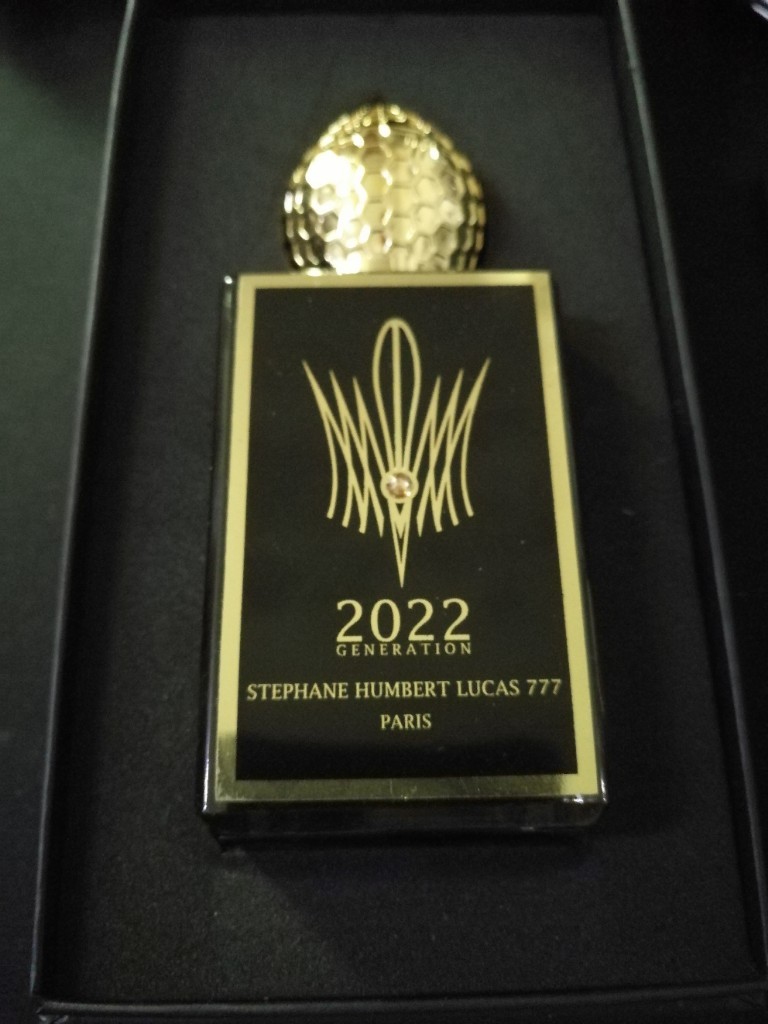 2022
GENERATION
STEPHANE HUMBERT LUCAS 777
PARIS